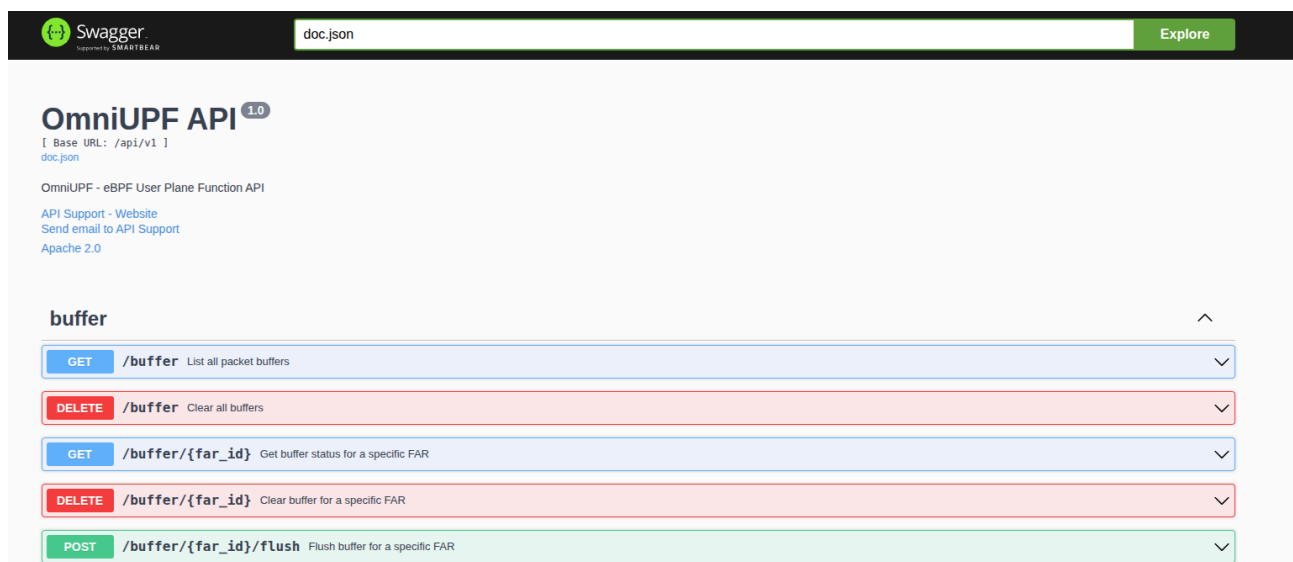 Swagger.
Supported by SMARTBEAR
doc.json
Explore
OmniUPF API 1.0
[ Base URL: /api/v1 ]
doc.json
OmniUPF - eBPF User Plane Function API
API Support - Website
Send email to API Support
Apache 2.0
buffer
GET /buffer List all packet buffers
DELETE /buffer Clear all buffers
GET /buffer/{far_id} Get buffer status for a specific FAR
DELETE /buffer/{far_id} Clear buffer for a specific FAR
POST /buffer/{far_id}/flush Flush buffer for a specific FAR